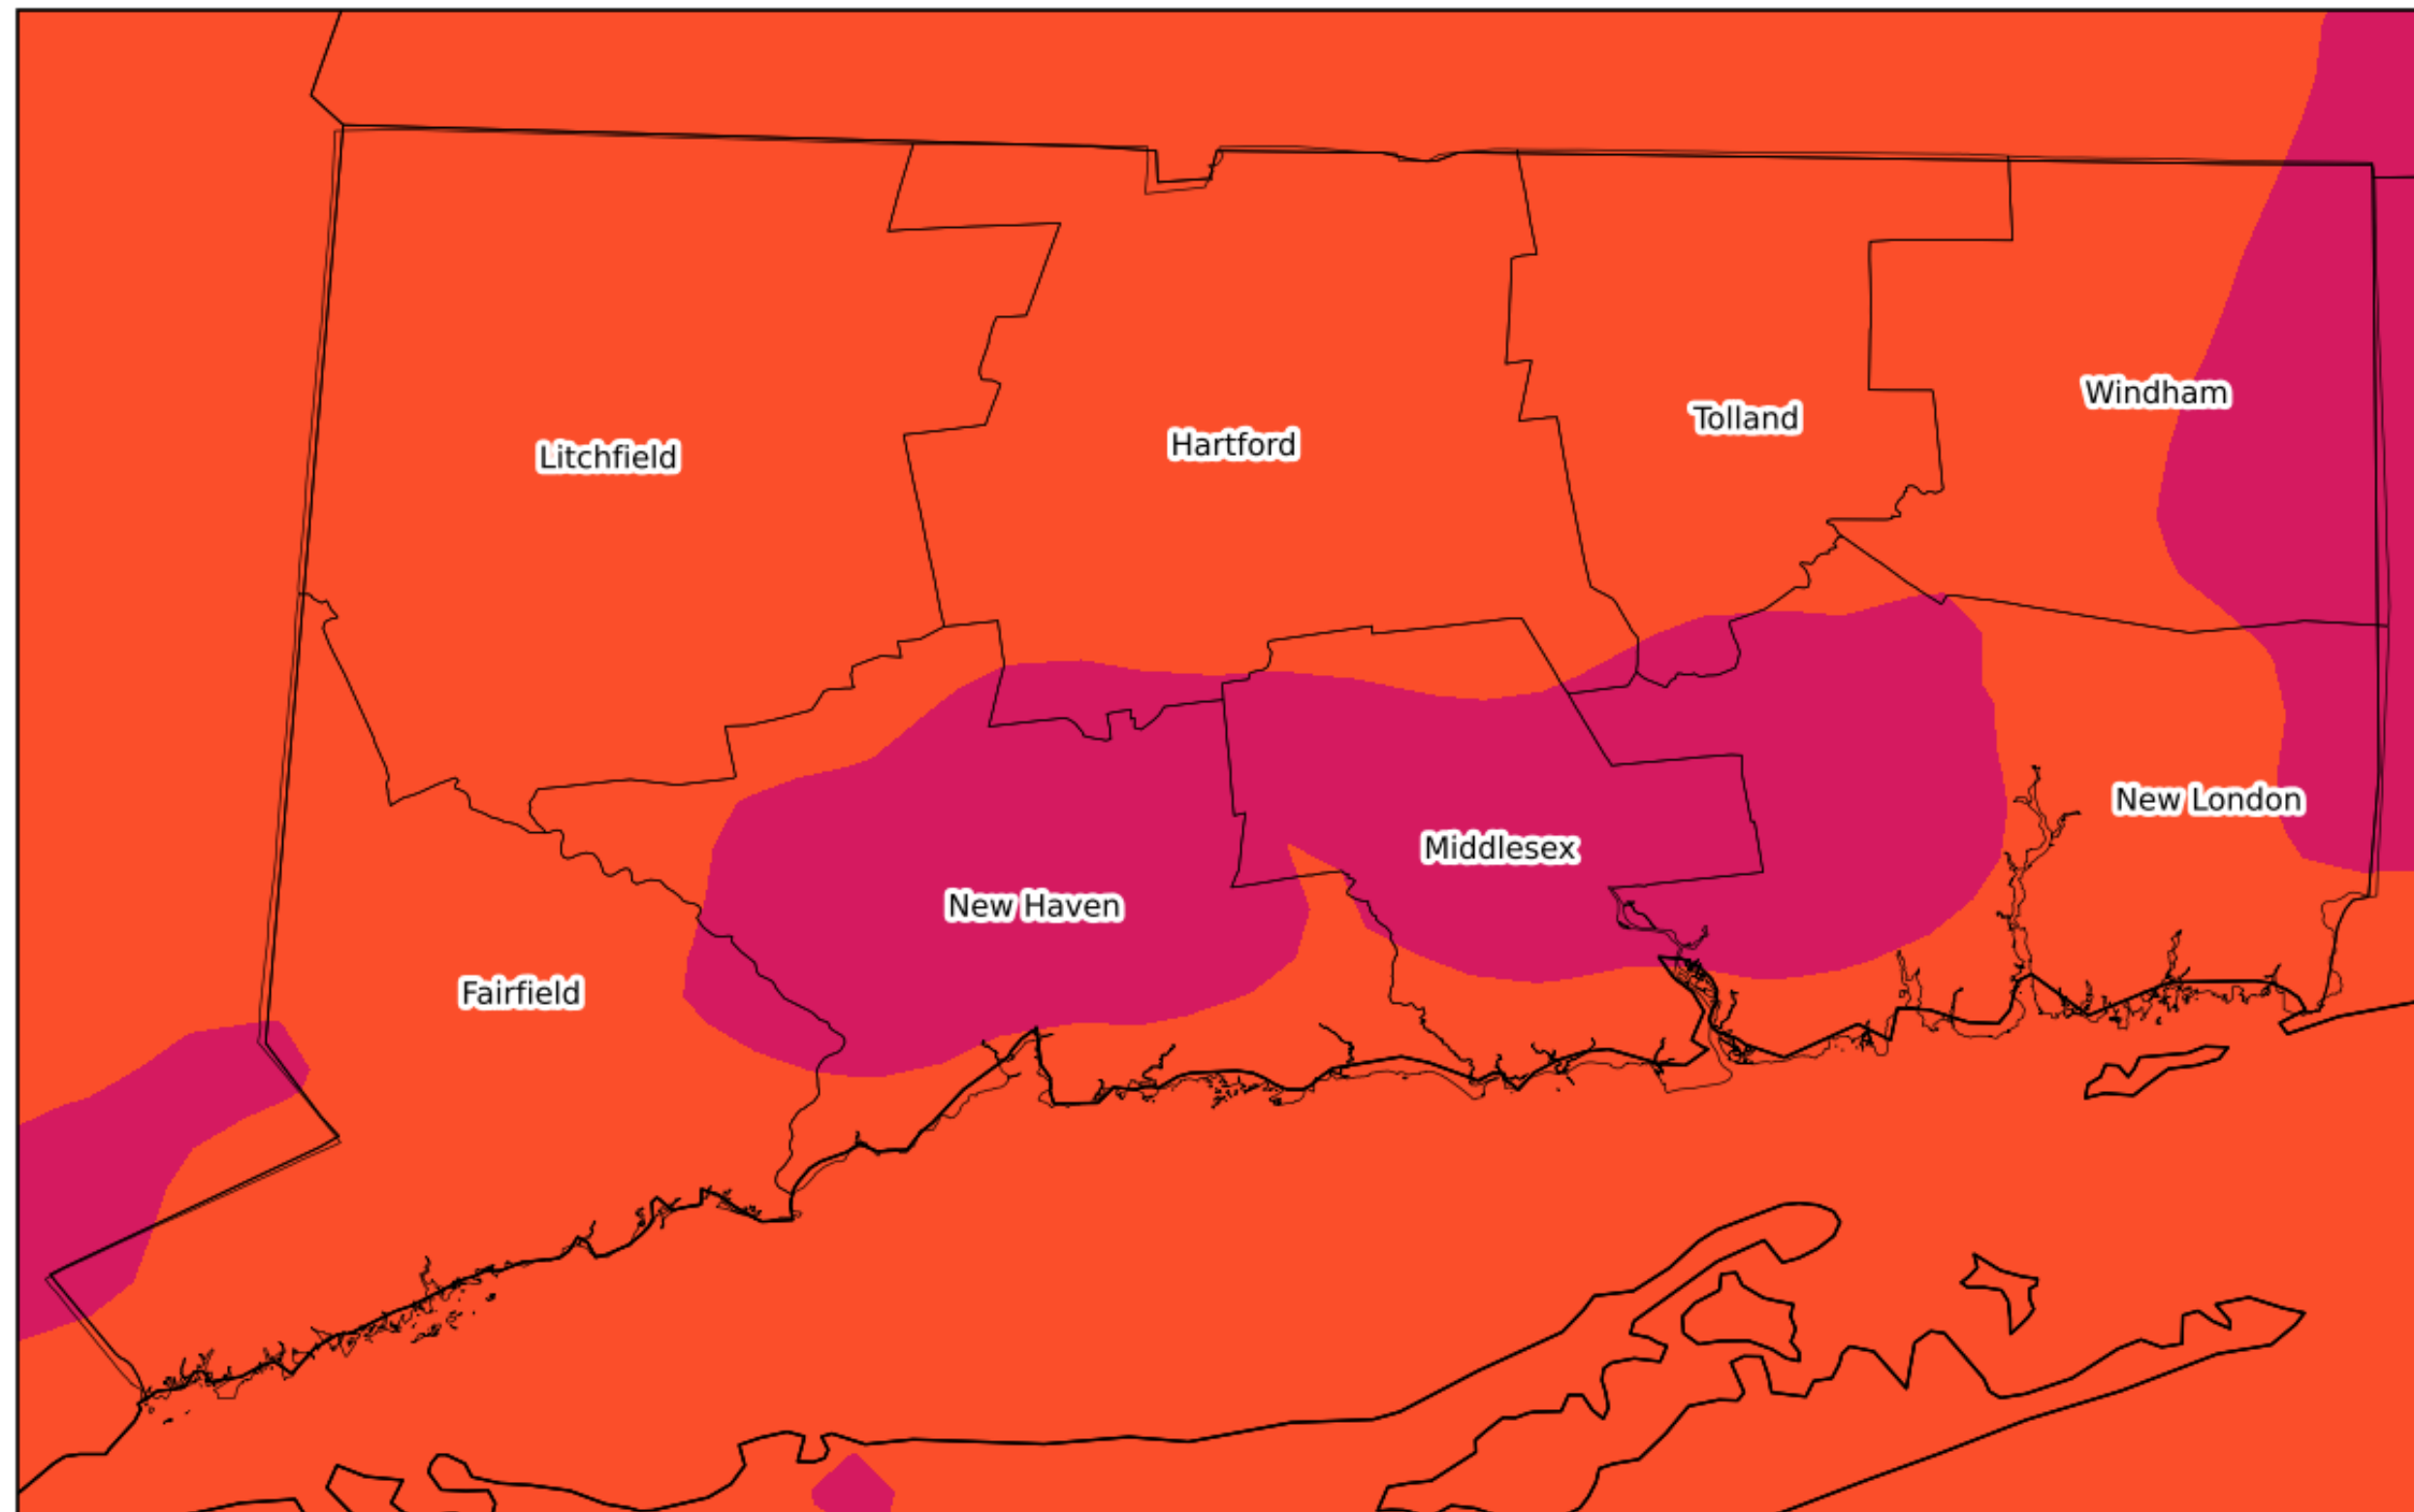 Windham
Tolland
Hartford
Litchfield
New London
Middlesex
New Haven
Fairfield